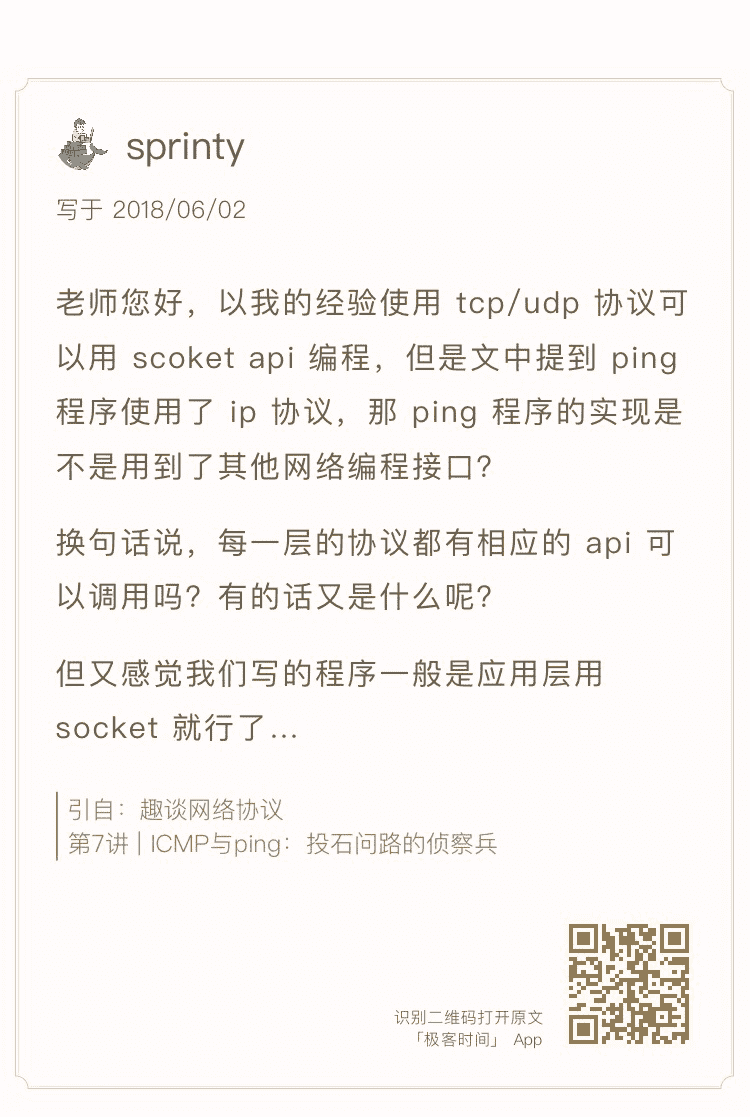 sprinty
写于 2018/06/02
老师您好，以我的经验使用 tcp/udp 协议可
以用 scoket api 编程，但是文中提到 ping
程序使用了 ip 协议，那 ping 程序的实现是
不是用到了其他网络编程接口？
换句话说，每一层的协议都有相应的 api 可
以调用吗？有的话又是什么呢？
但又感觉我们写的程序一般是应用层用
socket 就行了...
引自：趣谈网络协议
第7讲 | ICMP与ping：投石问路的侦察兵
识别二维码打开原文
「极客时间」 App